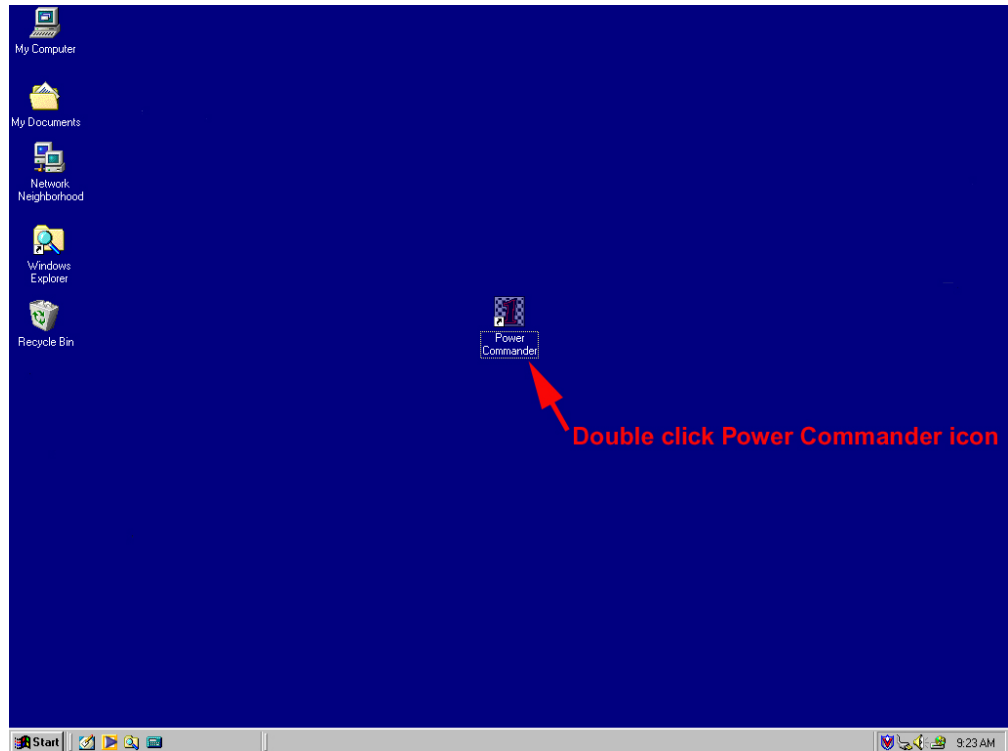 My Computer
My Documents
Network
Neighborhood
Windows
Explorer
Recycle Bin
1
Power
Commander
Double click Power Commander icon
Start
9:23 AM